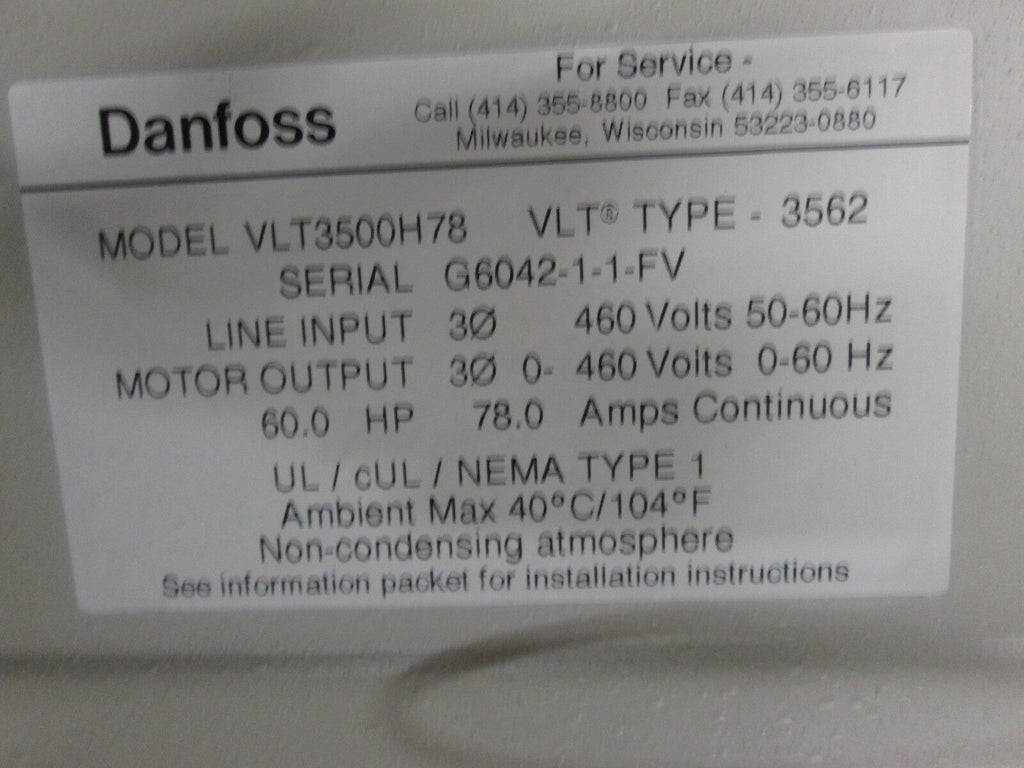 For Service -
Danfoss
Call (414) 355-8800 Fax (414) 355-6117
Milwaukee, Wisconsin 53223-0880
MODEL VLT3500H78 VLT® TYPE - 3562
SERIAL G6042-1-1-FV
LINE INPUT 3Ø 460 Volts 50-60Hz
MOTOR OUTPUT 3Ø 0- 460 Volts 0-60 Hz
60.0 HP 78.0 Amps Continuous
UL / cUL / NEMA TYPE 1
Ambient Max 40°C/104°F
Non-condensing atmosphere
See information packet for installation instructions